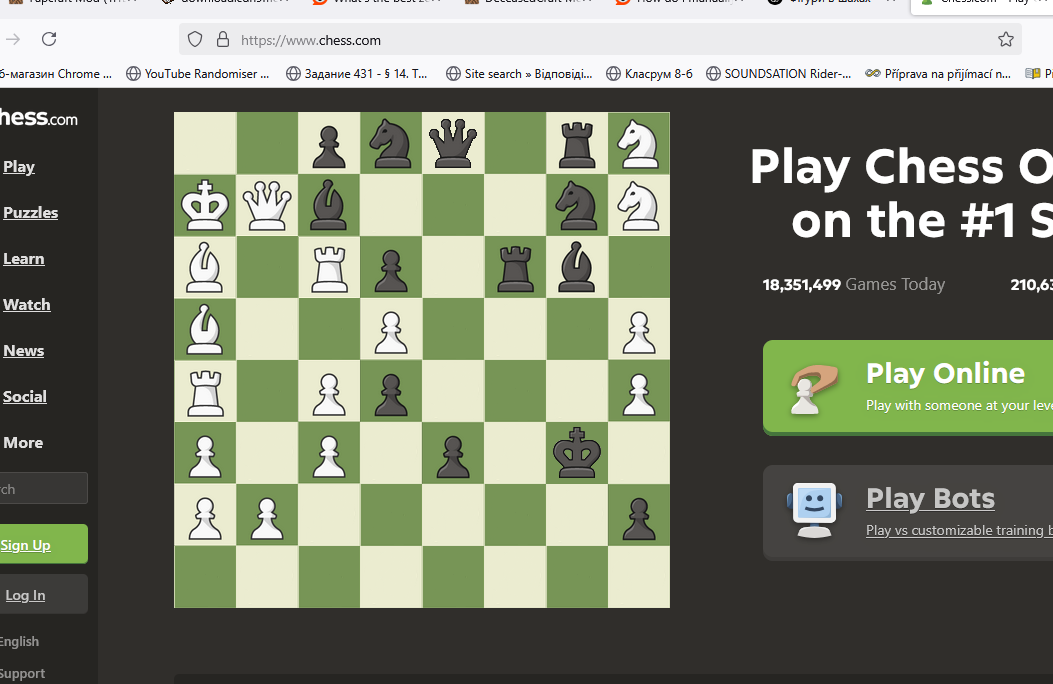 https://www.chess.com
YouTube Randomiser ...
Задание 431 - § 14. Т...
Site search » Відповіді...
Класрум 8-6
SOUNDSATION Rider-...
Příprava na přijímací n...
б-магазин Chrome ...
hess.com
Play
Puzzles
Learn
Watch
News
Social
More
rch
Sign Up
Log In
English
Support
Play Chess O
on the #1 S
18,351,499 Games Today
210,63
Play Online
Play with someone at your leve
Play Bots
Play vs customizable training b